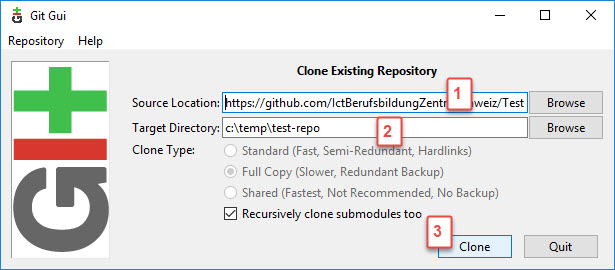 Git Gui
Repository Help
Clone Existing Repository
1
Source Location: https://github.com/IctBerufsbildungZentr weiz/Test Browse
2
Target Directory: c:\temp\test-repo Browse
Clone Type: Standard (Fast, Semi-Redundant, Hardlinks)
Full Copy (Slower, Redundant Backup)
Shared (Fastest, Not Recommended, No Backup)
Recursively clone submodules too
3
Clone Quit
GIT